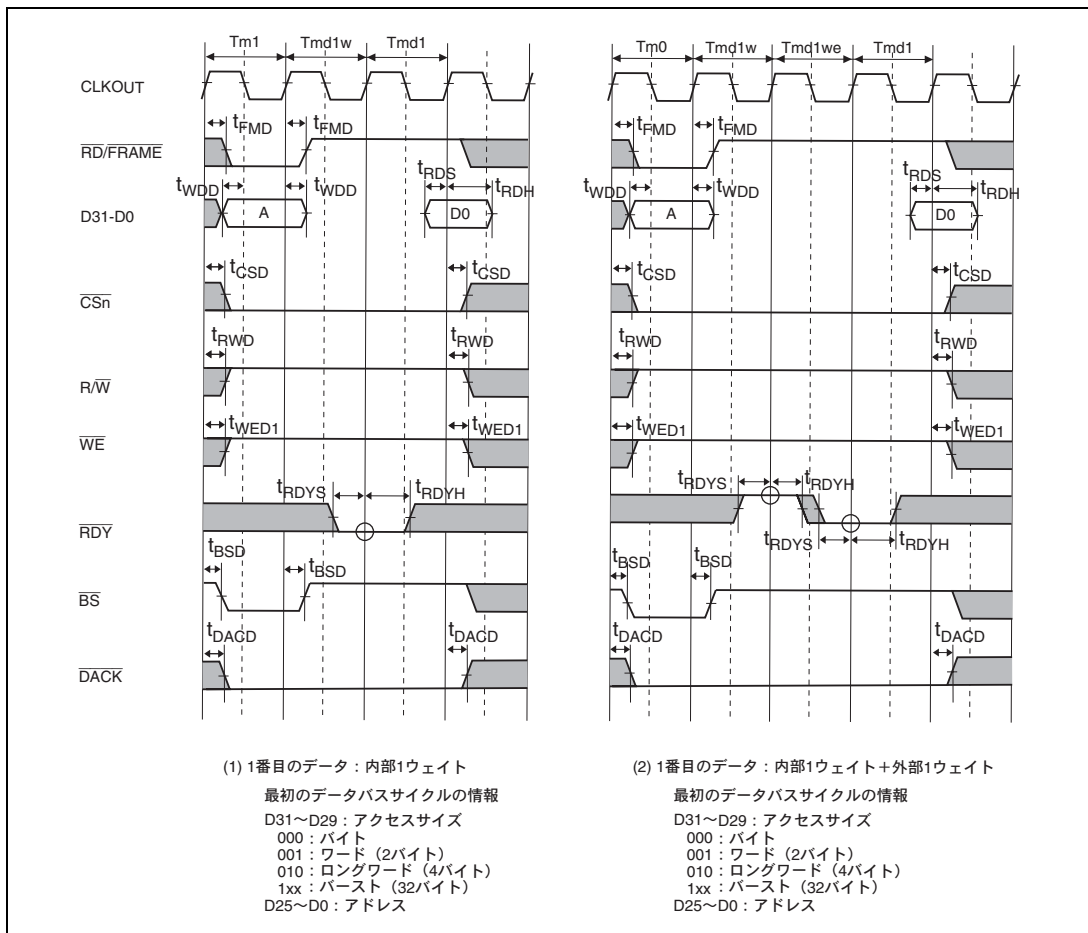 Tm1 Tmd1w Tmd1 Tm0 Tmd1w Tmd1we Tmd1
CLKOUT
tFMD tFMD tFMD tFMD
RD/FRAME
tWDD tWDD tRDS tRDH tWDD tWDD tRDS tRDH
D31-D0 A D0 A D0
tCSD tCSD tCSD tCSD
CSn
tRWD tRWD tRWD tRWD
R/W
tWED1 tWED1 tWED1 tWED1
WE
tRDYS tRDYH tRDYS tRDYH
RDY
tRDYS tRDYH
tBSD tBSD tBSD tBSD
BS
tDACD tDACD tDACD tDACD
DACK
(1) 1番目のデータ:内部1ウェイト
最初のデータバスサイクルの情報
D31~D29:アクセスサイズ
000:バイト
001:ワード(2バイト)
010:ロングワード(4バイト)
1xx:バースト(32バイト)
D25~D0:アドレス
(2) 1番目のデータ:内部1ウェイト+外部1ウェイト
最初のデータバスサイクルの情報
D31~D29:アクセスサイズ
000:バイト
001:ワード(2バイト)
010:ロングワード(4バイト)
1xx:バースト(32バイト)
D25~D0:アドレス